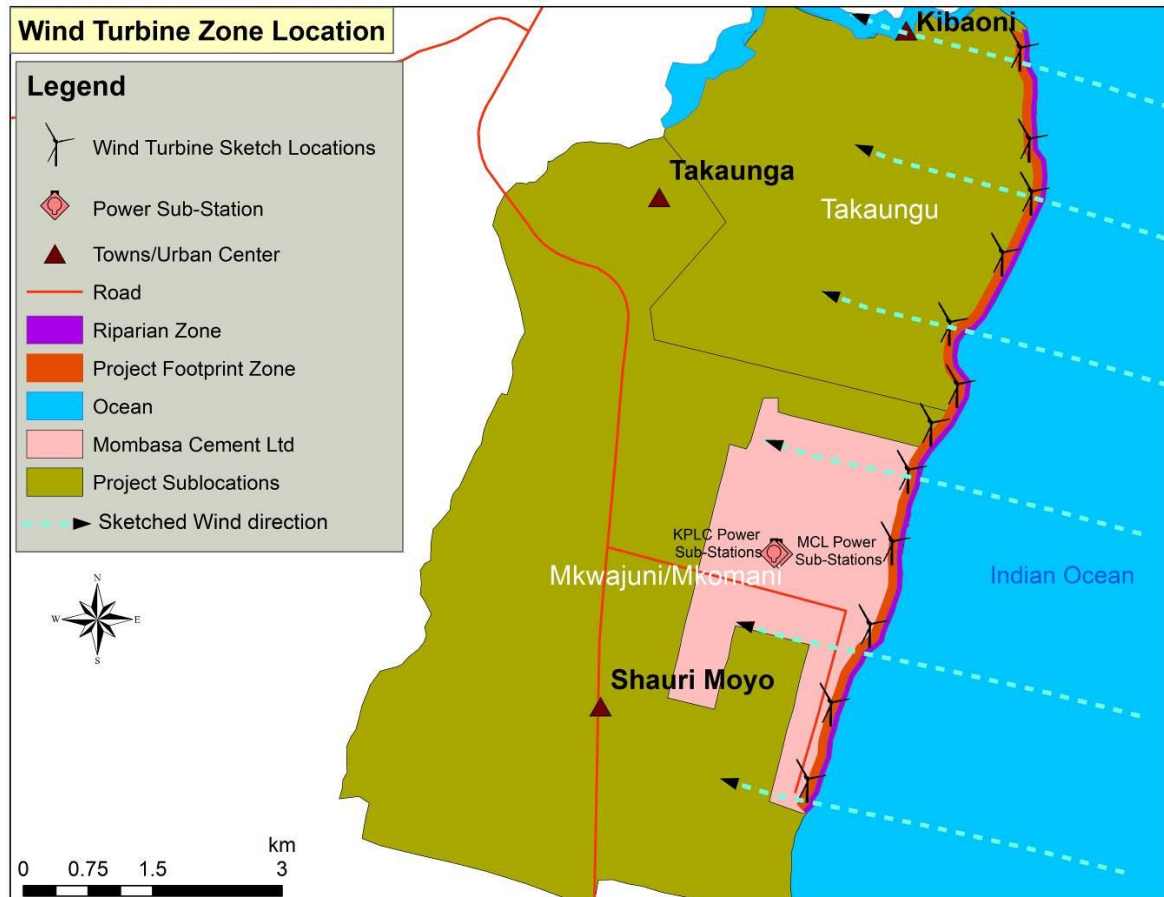 Wind Turbine Zone Location
Legend
Wind Turbine Sketch Locations
Power Sub-Station
Towns/Urban Center
Road
Riparian Zone
Project Footprint Zone
Ocean
Mombasa Cement Ltd
Project Sublocations
Sketched Wind direction
N
W E
S
km
0 0.75 1.5 3
Kibaoni
Takaunga
Takaungu
KPLC Power
Sub-Stations
MCL Power
Sub-Stations
Mkwajuni/Mkomani
Indian Ocean
Shauri Moyo